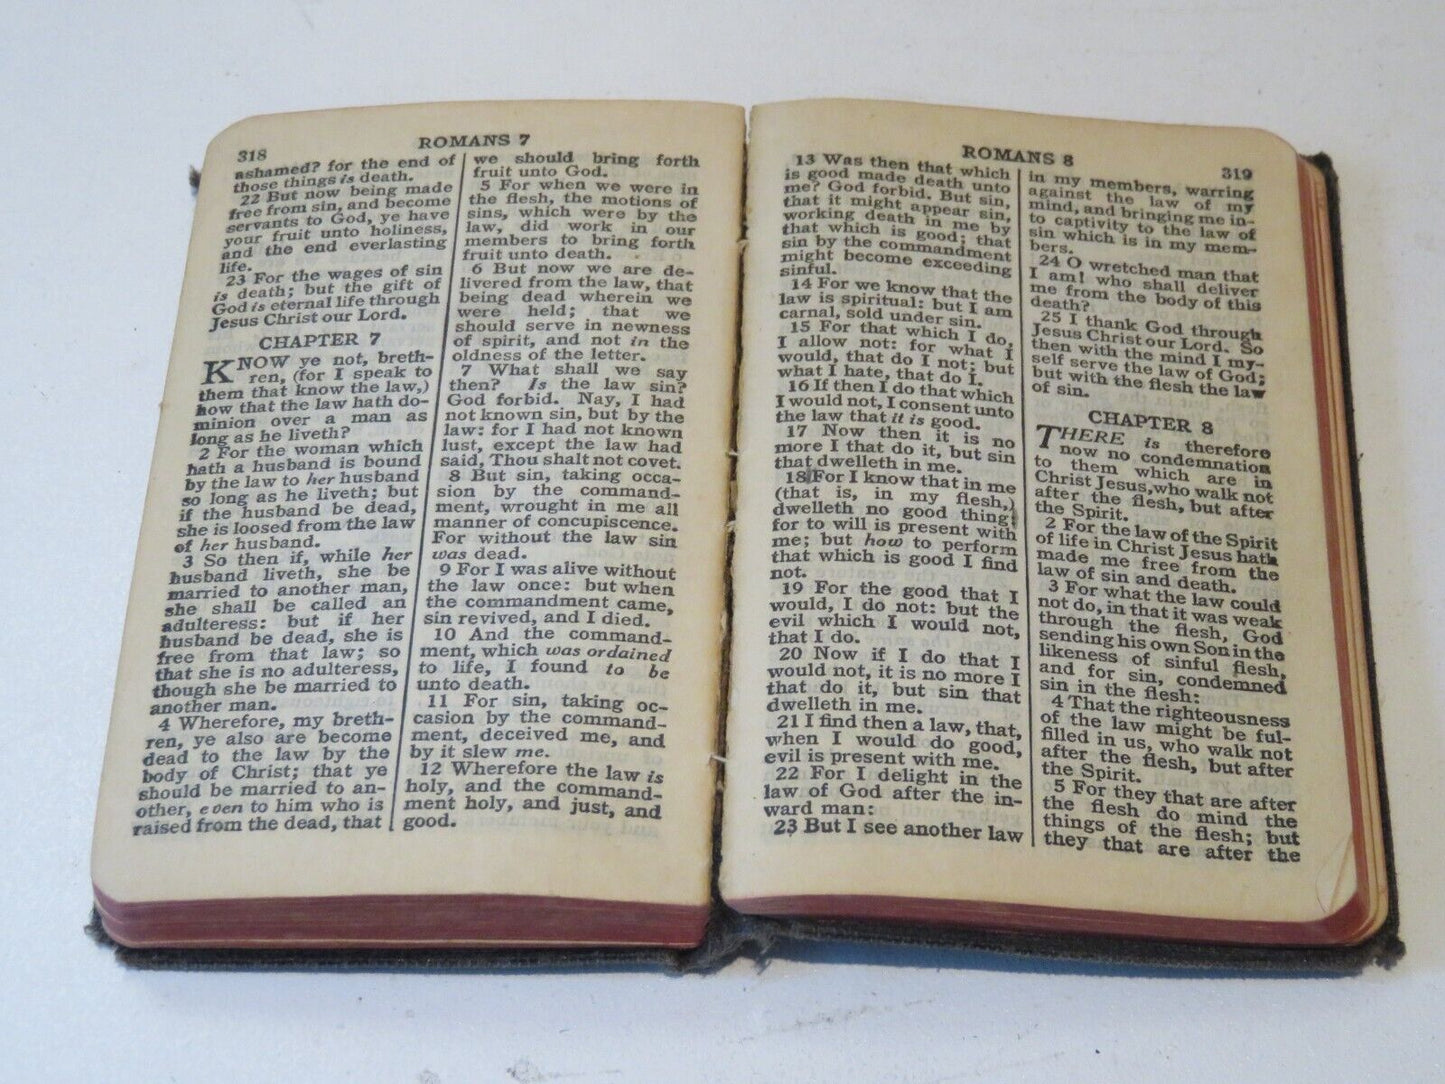 318
ROMANS 7
ashamed? for the end of
those things is death.
22 But now being made
free from sin, and become
servants to God, ye have
your fruit unto holiness,
and the end everlasting
life.
23 For the wages of sin
is death; but the gift of
God is eternal life through
Jesus Christ our Lord.
CHAPTER 7
KNOW ye not, breth-
ren, (for I speak to
them that know the law,)
how that the law hath do-
minion over a man as
long as he liveth?
2 For the woman which
hath a husband is bound
by the law to her husband
so long as he liveth; but
if the husband be dead,
she is loosed from the law
of her husband.
3 So then if, while her
husband liveth, she be
married to another man,
she shall be called an
adulteress: but if her
husband be dead, she is
free from that law; so
that she is no adulteress,
though she be married to
another man.
4 Wherefore, my breth-
ren, ye also are become
dead to the law by the
body of Christ; that ye
should be married to an-
other, even to him who is
raised from the dead, that
we should bring forth
fruit unto God.
5 For when we were in
the flesh, the motions of
sins, which were by the
law, did work in our
members to bring forth
fruit unto death.
6 But now we are de-
livered from the law, that
being dead wherein we
were held; that we
should serve in newness
of spirit, and not in the
oldness of the letter.
7 What shall we say
then? Is the law sin?
God forbid. Nay, I had
not known sin, but by the
law: for I had not known
lust, except the law had
said, Thou shalt not covet.
8 But sin, taking occa-
sion by the command-
ment, wrought in me all
manner of concupiscence.
For without the law sin
was dead.
9 For I was alive without
the law once: but when
the commandment came,
sin revived, and I died.
10 And the command-
ment, which was ordained
to life, I found to be
unto death.
11 For sin, taking oc-
casion by the command-
ment, deceived me, and
by it slew me.
12 Wherefore the law is
holy, and the command-
ment holy, and just, and
good.
ROMANS 8
319
13 Was then that which
is good made death unto
me? God forbid. But sin,
that it might appear sin,
working death in me by
that which is good; that
sin by the commandment
might become exceeding
sinful.
14 For we know that the
law is spiritual: but I am
carnal, sold under sin.
15 For that which I do,
I allow not: for what I
would, that do I not; but
what I hate, that do I.
16 If then I do that which
I would not, I consent unto
the law that it is good.
17 Now then it is no
more I that do it, but sin
that dwelleth in me.
18 For I know that in me
(that is, in my flesh,)
dwelleth no good thing:
for to will is present with
me; but how to perform
that which is good I find
not.
19 For the good that I
would, I do not: but the
evil which I would not,
that I do.
20 Now if I do that I
would not, it is no more I
that do it, but sin that
dwelleth in me.
21 I find then a law, that,
when I would do good,
evil is present with me.
22 For I delight in the
law of God after the in-
ward man:
23 But I see another law
in my members, warring
against the law of my
mind, and bringing me in-
to captivity to the law of
sin which is in my mem-
bers.
24 O wretched man that
I am! who shall deliver
me from the body of this
death?
25 I thank God through
Jesus Christ our Lord. So
then with the mind I my-
self serve the law of God;
but with the flesh the law
of sin.
CHAPTER 8
THERE is therefore
now no condemnation
to them which are in
Christ Jesus, who walk not
after the flesh, but after
the Spirit.
2 For the law of the Spirit
of life in Christ Jesus hath
made me free from the
law of sin and death.
3 For what the law could
not do, in that it was weak
through the flesh, God
sending his own Son in the
likeness of sinful flesh,
and for sin, condemned
sin in the flesh:
4 That the righteousness
of the law might be ful-
filled in us, who walk not
after the flesh, but after
the Spirit.
5 For they that are after
the flesh do mind the
things of the flesh; but
they that are after the